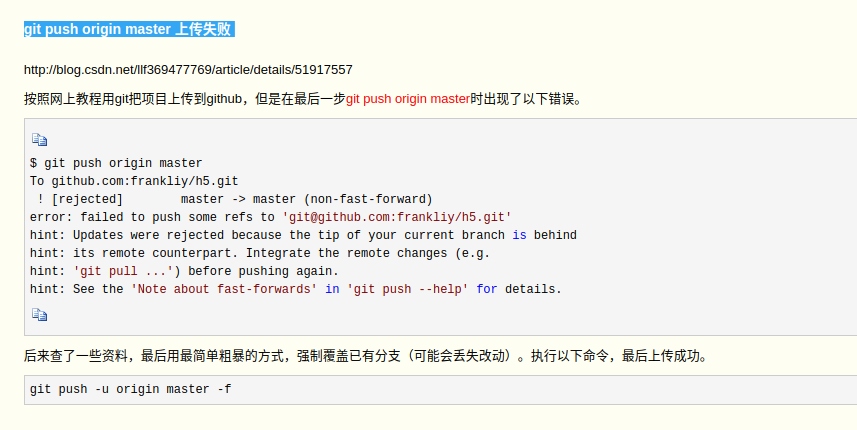 git push origin master 上传失败
http://blog.csdn.net/llf369477769/article/details/51917557
按照网上教程用git把项目上传到github，但是在最后一步git push origin master时出现了以下错误。
$ git push origin master
To github.com:frankliy/h5.git
 ! [rejected]        master -> master (non-fast-forward)
error: failed to push some refs to 'git@github.com:frankliy/h5.git'
hint: Updates were rejected because the tip of your current branch is behind
hint: its remote counterpart. Integrate the remote changes (e.g.
hint: 'git pull ...') before pushing again.
hint: See the 'Note about fast-forwards' in 'git push --help' for details.
后来查了一些资料，最后用最简单粗暴的方式，强制覆盖已有分支（可能会丢失改动）。执行以下命令，最后上传成功。
git push -u origin master -f